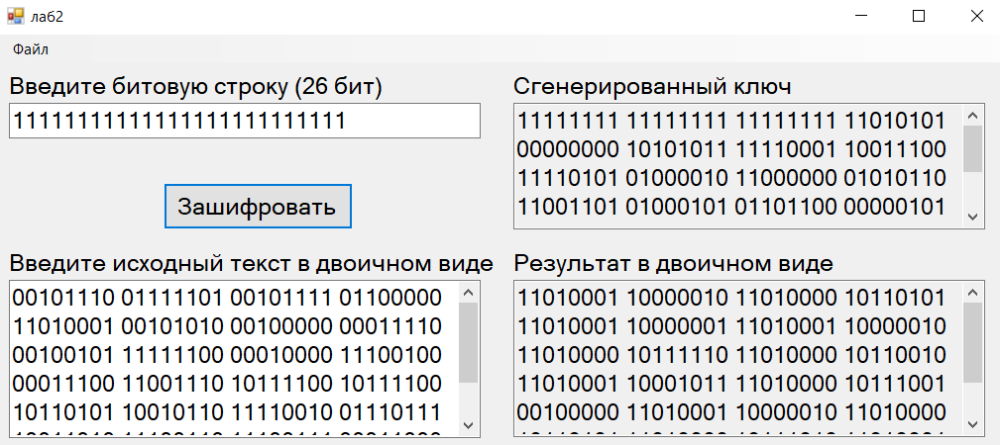 лаб2
Файл
Введите битовую строку (26 бит)
11111111111111111111111111
Зашифровать
Сгенерированный ключ
11111111 11111111 11111111 11010101
00000000 10101011 11110001 10011100
11110101 01000010 11000000 01010110
11001101 01000101 01101100 00000101
Введите исходный текст в двоичном виде
00101110 01111101 00101111 01100000
11010001 00101010 00100000 00011110
00100101 11111100 00010000 11100100
00011100 11001110 10111100 10111100
10110101 10010110 11110010 01110111
Результат в двоичном виде
11010001 10000010 11010000 10110101
11010001 10000001 11010001 10000010
11010000 10111110 11010000 10110010
11010001 10001011 11010000 10111001
00100000 11010001 10000010 11010000